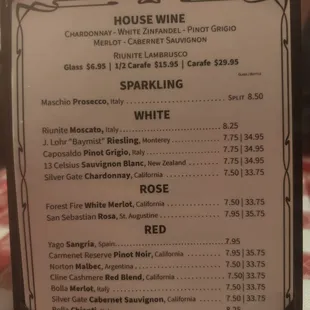 HOUSE WINE
CHARDONNAY - WHITE ZINFANDEL - PINOT GRIGIO
MERLOT - CABERNET SAUVIGNON
RIUNITE LAMBRUSCO
Glass $6.95 | 1/2 Carafe $15.95 | Carafe $29.95
SPARKLING
Maschio Prosecco, Italy SPLIT 8.50
WHITE
Riunite Moscato, Italy 8.25
J. Lohr "Baymist" Riesling, Monterey 7.75 | 34.95
Caposaldo Pinot Grigio, Italy 7.75 | 34.95
13 Celsius Sauvignon Blanc, New Zealand 7.75 | 34.95
Silver Gate Chardonnay, California 7.50 | 33.75
ROSE
Forest Fire White Merlot, California 7.50 | 33.75
San Sebastian Rosa, St. Augustine 7.95 | 35.75
RED
Yago Sangria, Spain 7.95
Carmenet Reserve Pinot Noir, California 7.95 | 35.75
Norton Malbec, Argentina 7.50 | 33.75
Cline Cashmere Red Blend, California 7.50 | 33.75
Bolla Merlot, Italy 7.50 | 33.75
Silver Gate Cabernet Sauvignon, California 7.50 | 33.75